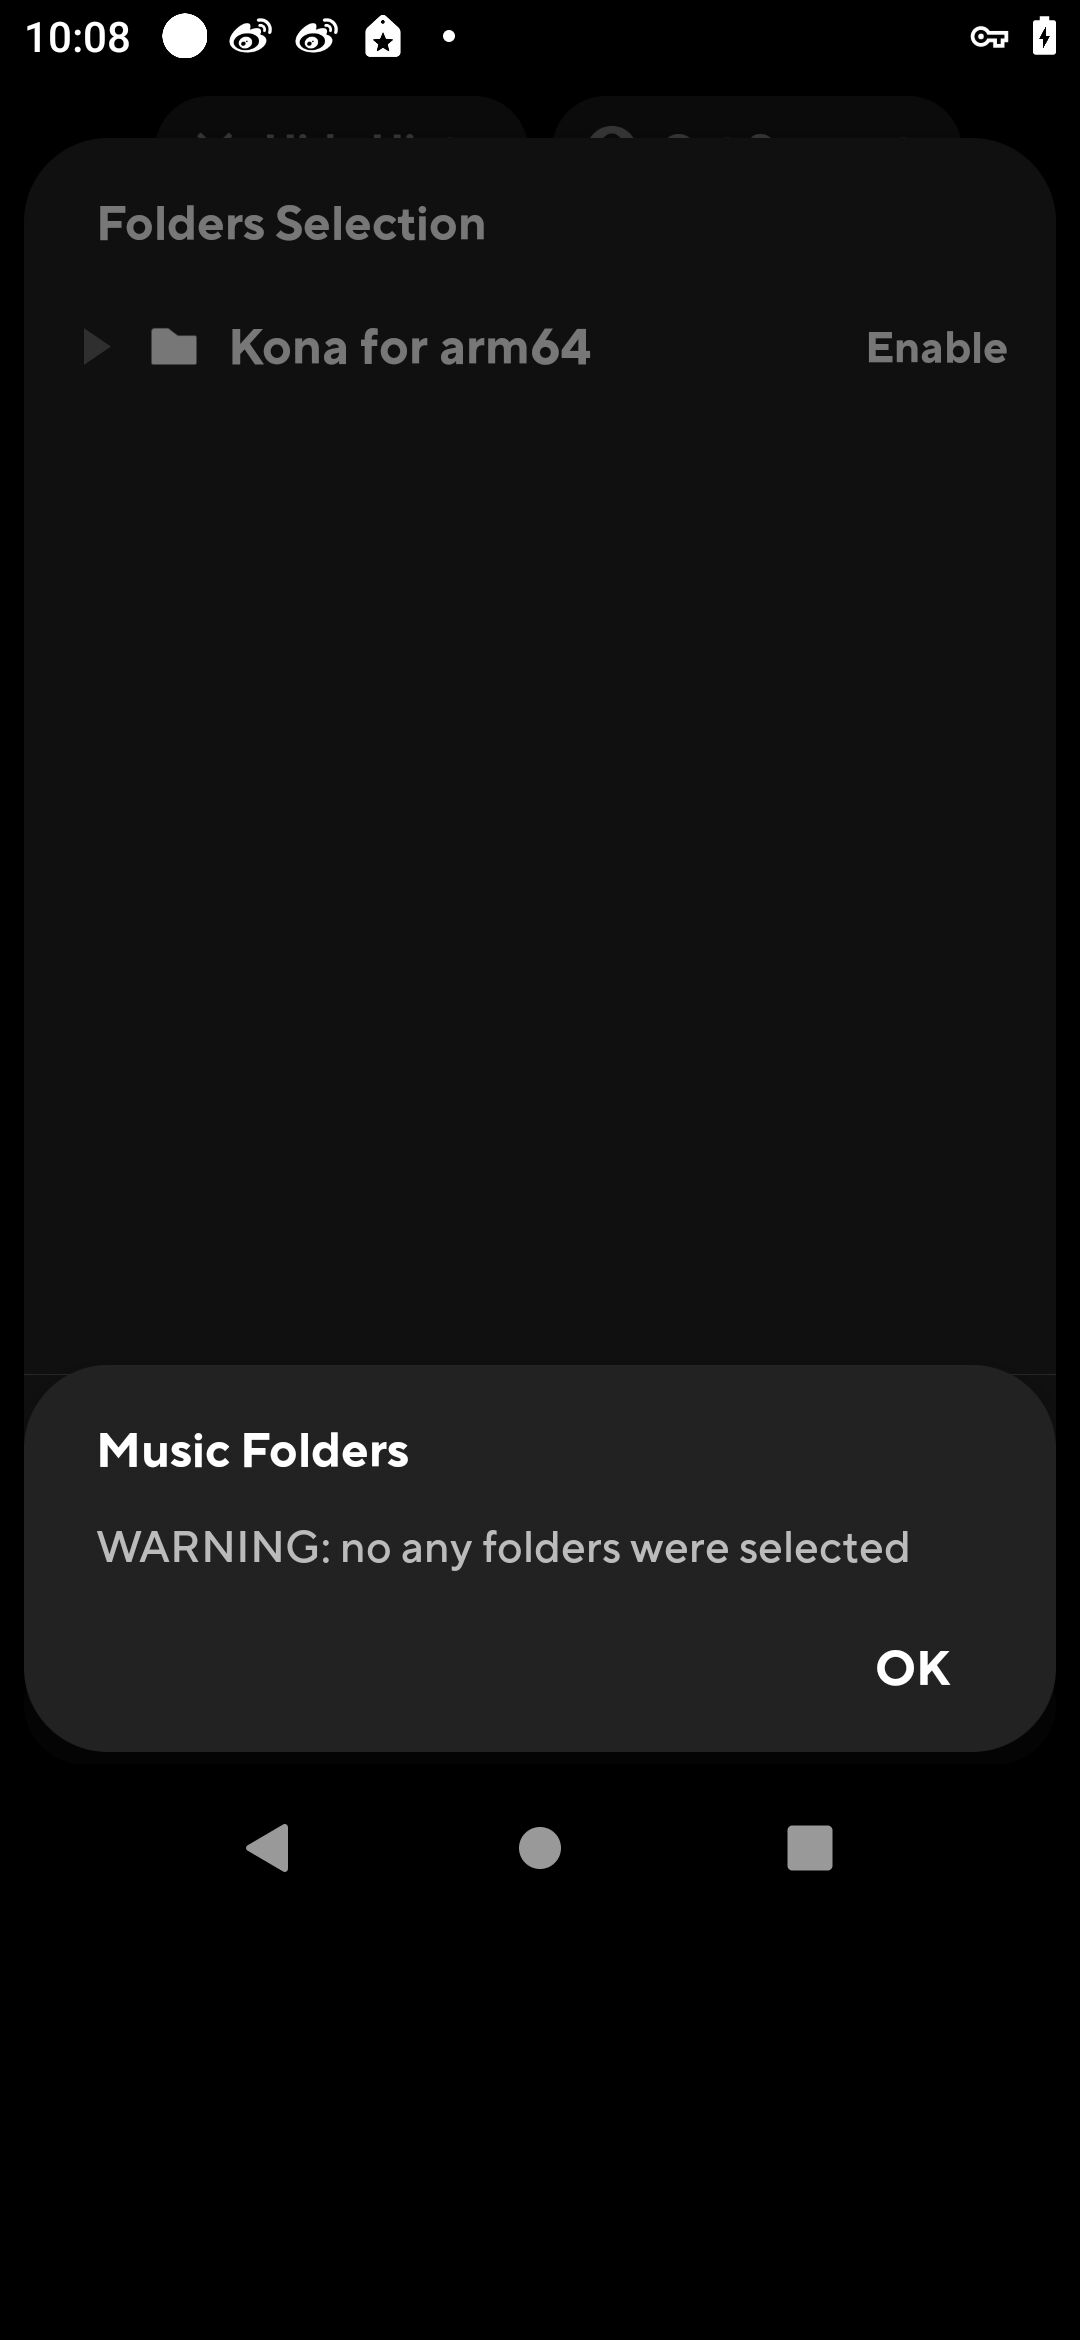 10:08
Folders Selection
Kona for arm64
Enable
Music Folders
WARNING: no any folders were selected
OK